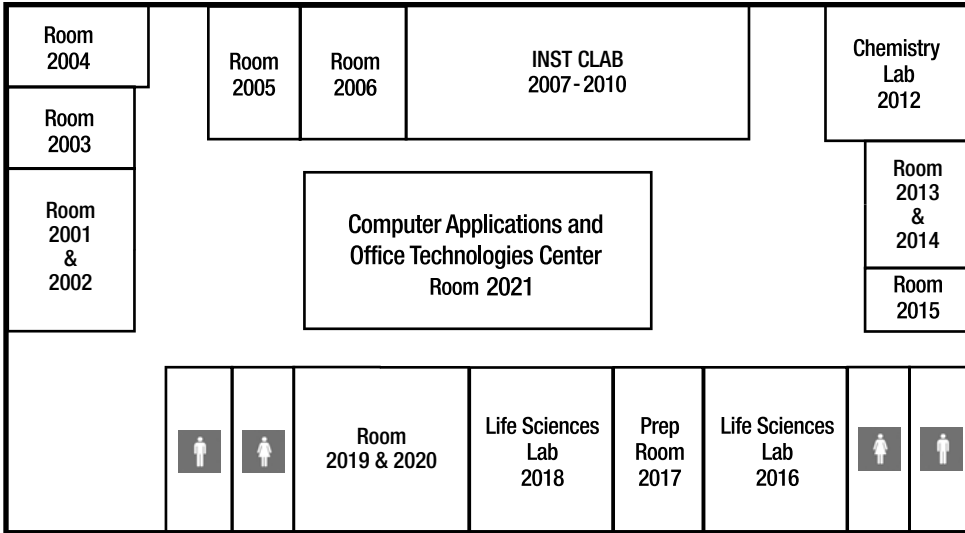 Room
2004
Room
2003
Room
2001
&
2002
Room
2005
Room
2006
INST CLAB
2007-2010
Chemistry
Lab
2012
Room
2013
&
2014
Room
2015
Computer Applications and
Office Technologies Center
Room 2021
Room
2019 & 2020
Life Sciences
Lab
2018
Prep
Room
2017
Life Sciences
Lab
2016